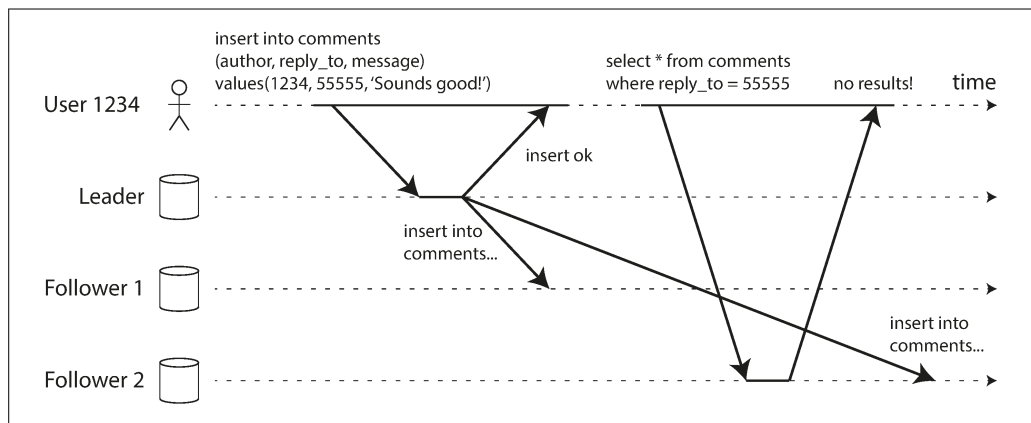 insert into comments
(author, reply_to, message)
values(1234, 55555, ‘Sounds good!’)
select * from comments
where reply_to = 55555
no results!
time
User 1234
insert ok
Leader
insert into
comments...
Follower 1
insert into
comments...
Follower 2